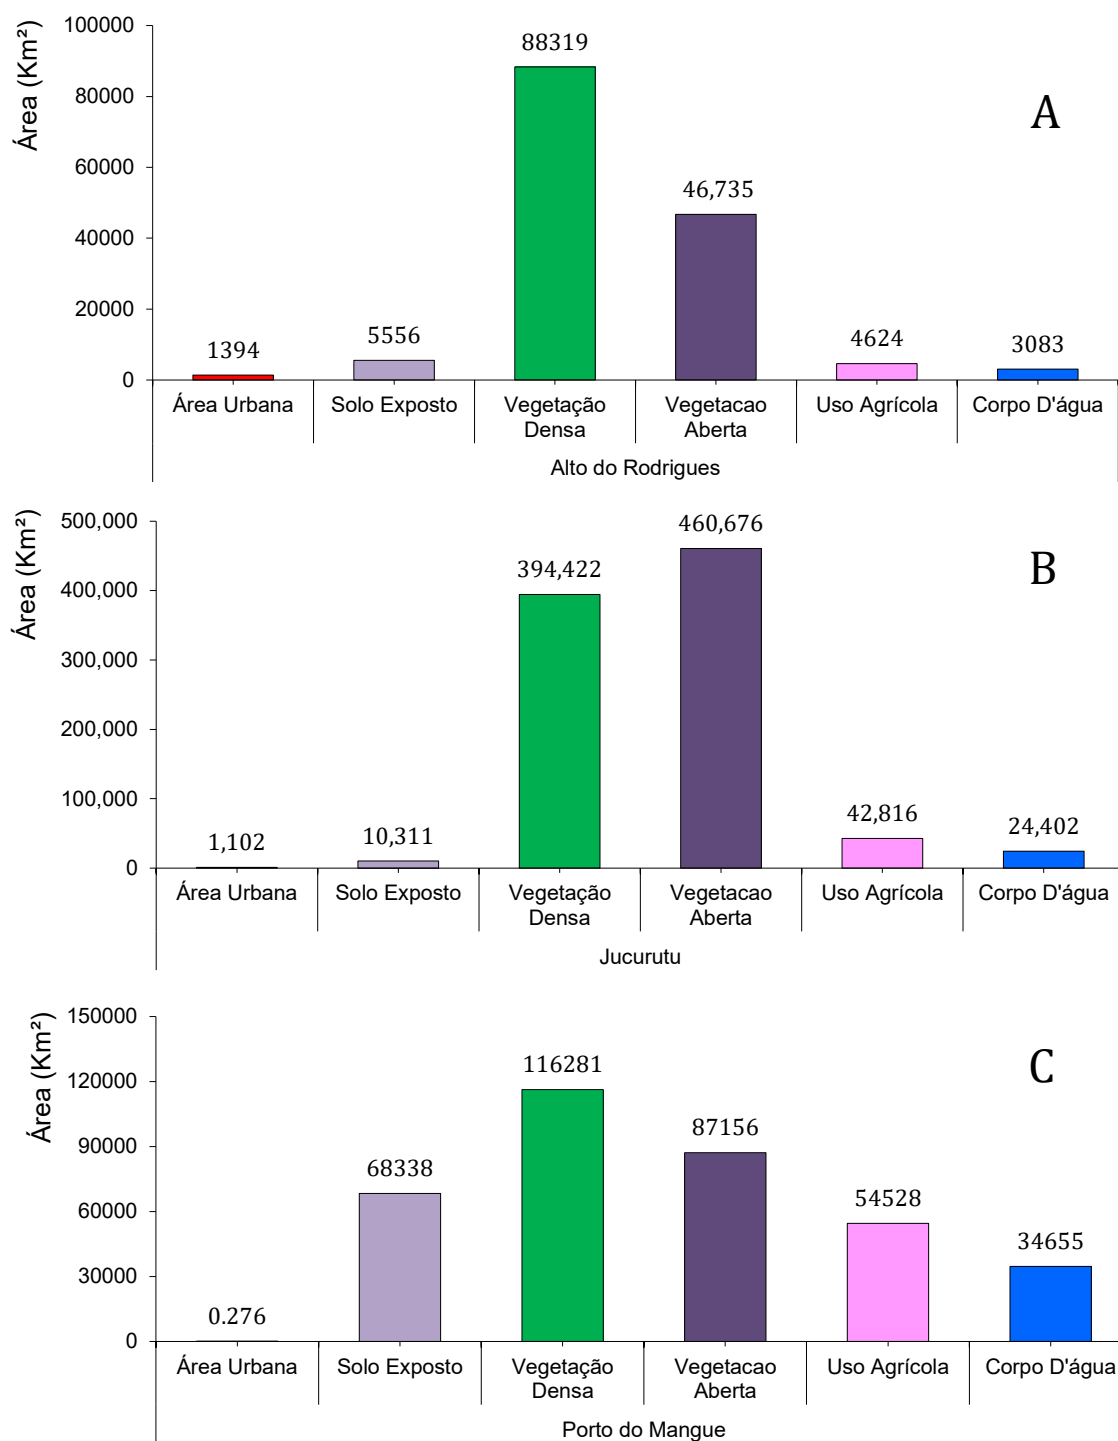 Área (Km²)
100000
80000
60000
40000
20000
0
A
1394
5556
88319
46,735
4624
3083
Área Urbana
Solo Exposto
Vegetação
Densa
Vegetacao
Aberta
Uso Agrícola
Corpo D'água
Alto do Rodrigues
Área (Km²)
500,000
400,000
300,000
200,000
100,000
0
B
1,102
10,311
394,422
460,676
42,816
24,402
Área Urbana
Solo Exposto
Vegetação
Densa
Vegetacao
Aberta
Uso Agrícola
Corpo D'água
Jucurutu
Área (Km²)
150000
120000
90000
60000
30000
0
C
0.276
68338
116281
87156
54528
34655
Área Urbana
Solo Exposto
Vegetação
Densa
Vegetacao
Aberta
Uso Agrícola
Corpo D'água
Porto do Mangue